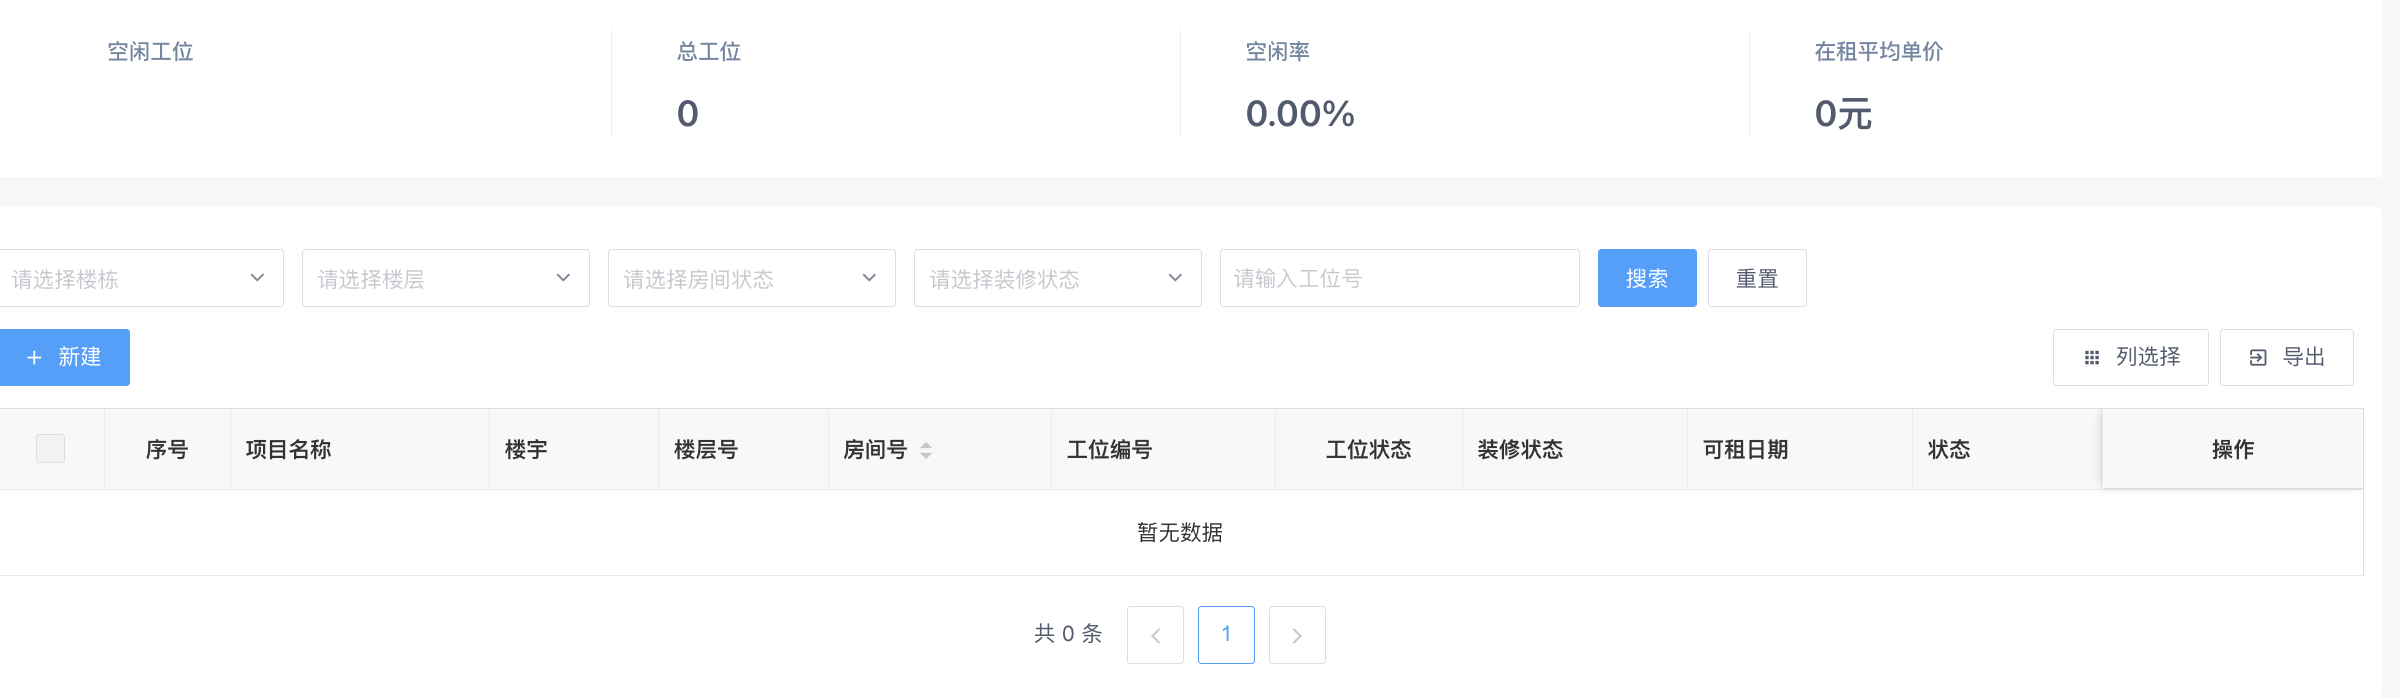 空闲工位
总工位
空闲率
在租平均单价
0
0.00%
0元
请选择楼栋
请选择楼层
请选择房间状态
请选择装修状态
请输入工位号
搜索
重置
新建
列选择
导出
序号
项目名称
楼宇
楼层号
房间号
工位编号
工位状态
装修状态
可租日期
状态
操作
暂无数据
共 0 条
1